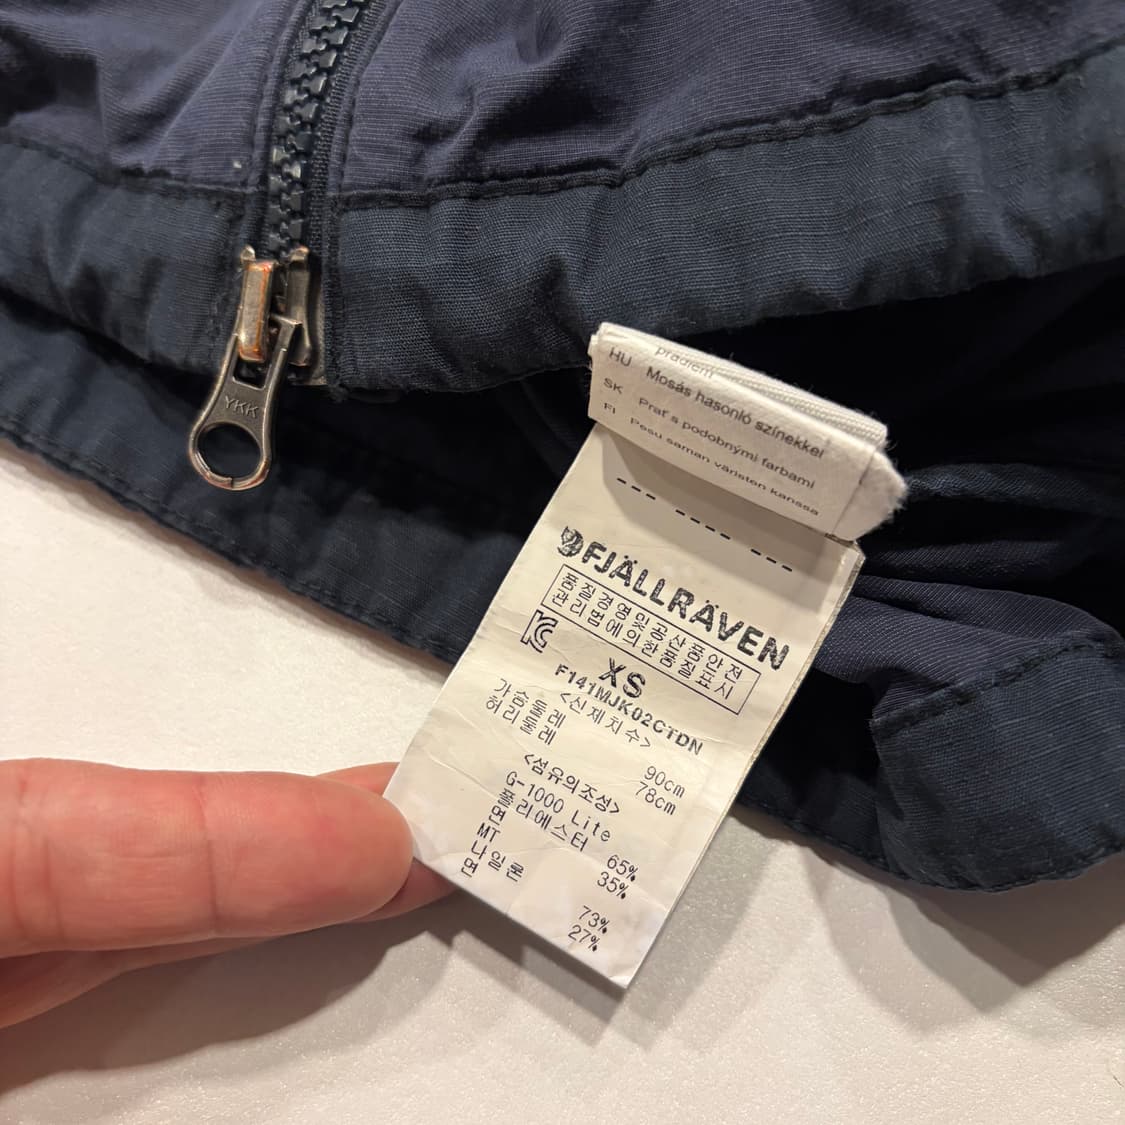 YKK
prádlem
HU Mosás hasonló színekkel
SK Prať s podobnými farbami
FI Pesu saman väristen kanssa
FJÄLLRÄVEN
품질경영및공산품안전
관리법에의한품질표시
XS
F141MJK02CTDN
<신체치수>
가슴둘레 90cm
허리둘레 78cm
<섬유의조성>
G-1000 Lite
폴리에스터 65%
면 35%
MT
나일론 73%
면 27%